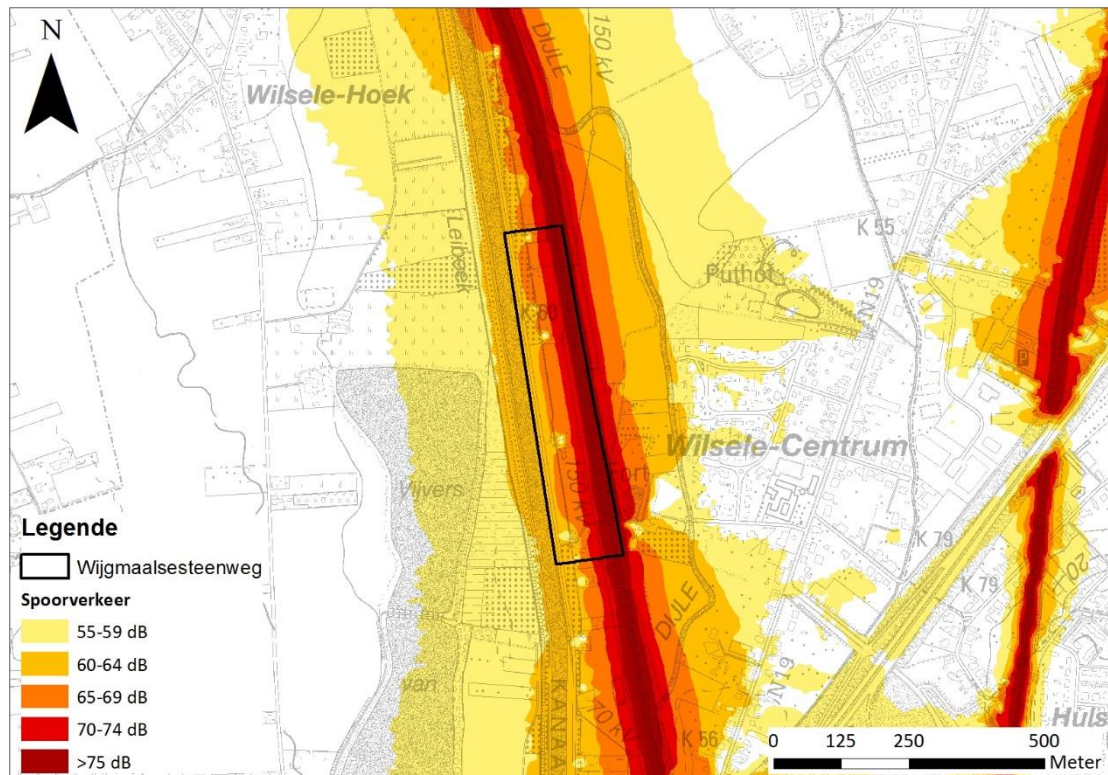 N
DIJLE
150 kV
Wilsele-Hoek
Leibeek
K 55
Puthof
N19
K 60
P
Wilsele-Centrum
Fort
150 kV
Vijvers
K 79
K 79
DIJLE
van
N19
KANAA
70 kV
K 56
Huls
Legende
Wijgmaalsesteenweg
Spoorverkeer
55-59 dB
60-64 dB
65-69 dB
70-74 dB
>75 dB
0 125 250 500
Meter